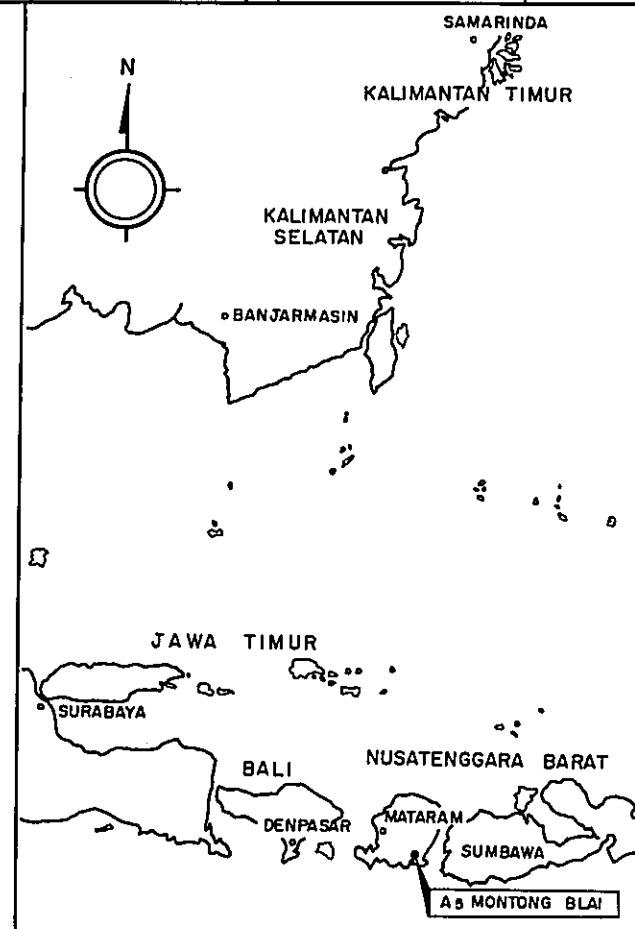 SAMARINDA
N
KALIMANTAN TIMUR
KALIMANTAN
SELATAN
BANJARMASIN
JAWA TIMUR
SURABAYA
NUSATENGGARA BARAT
BALI
MATARAM
DENPASAR
SUMBAWA
A5 MONTONG BLAI